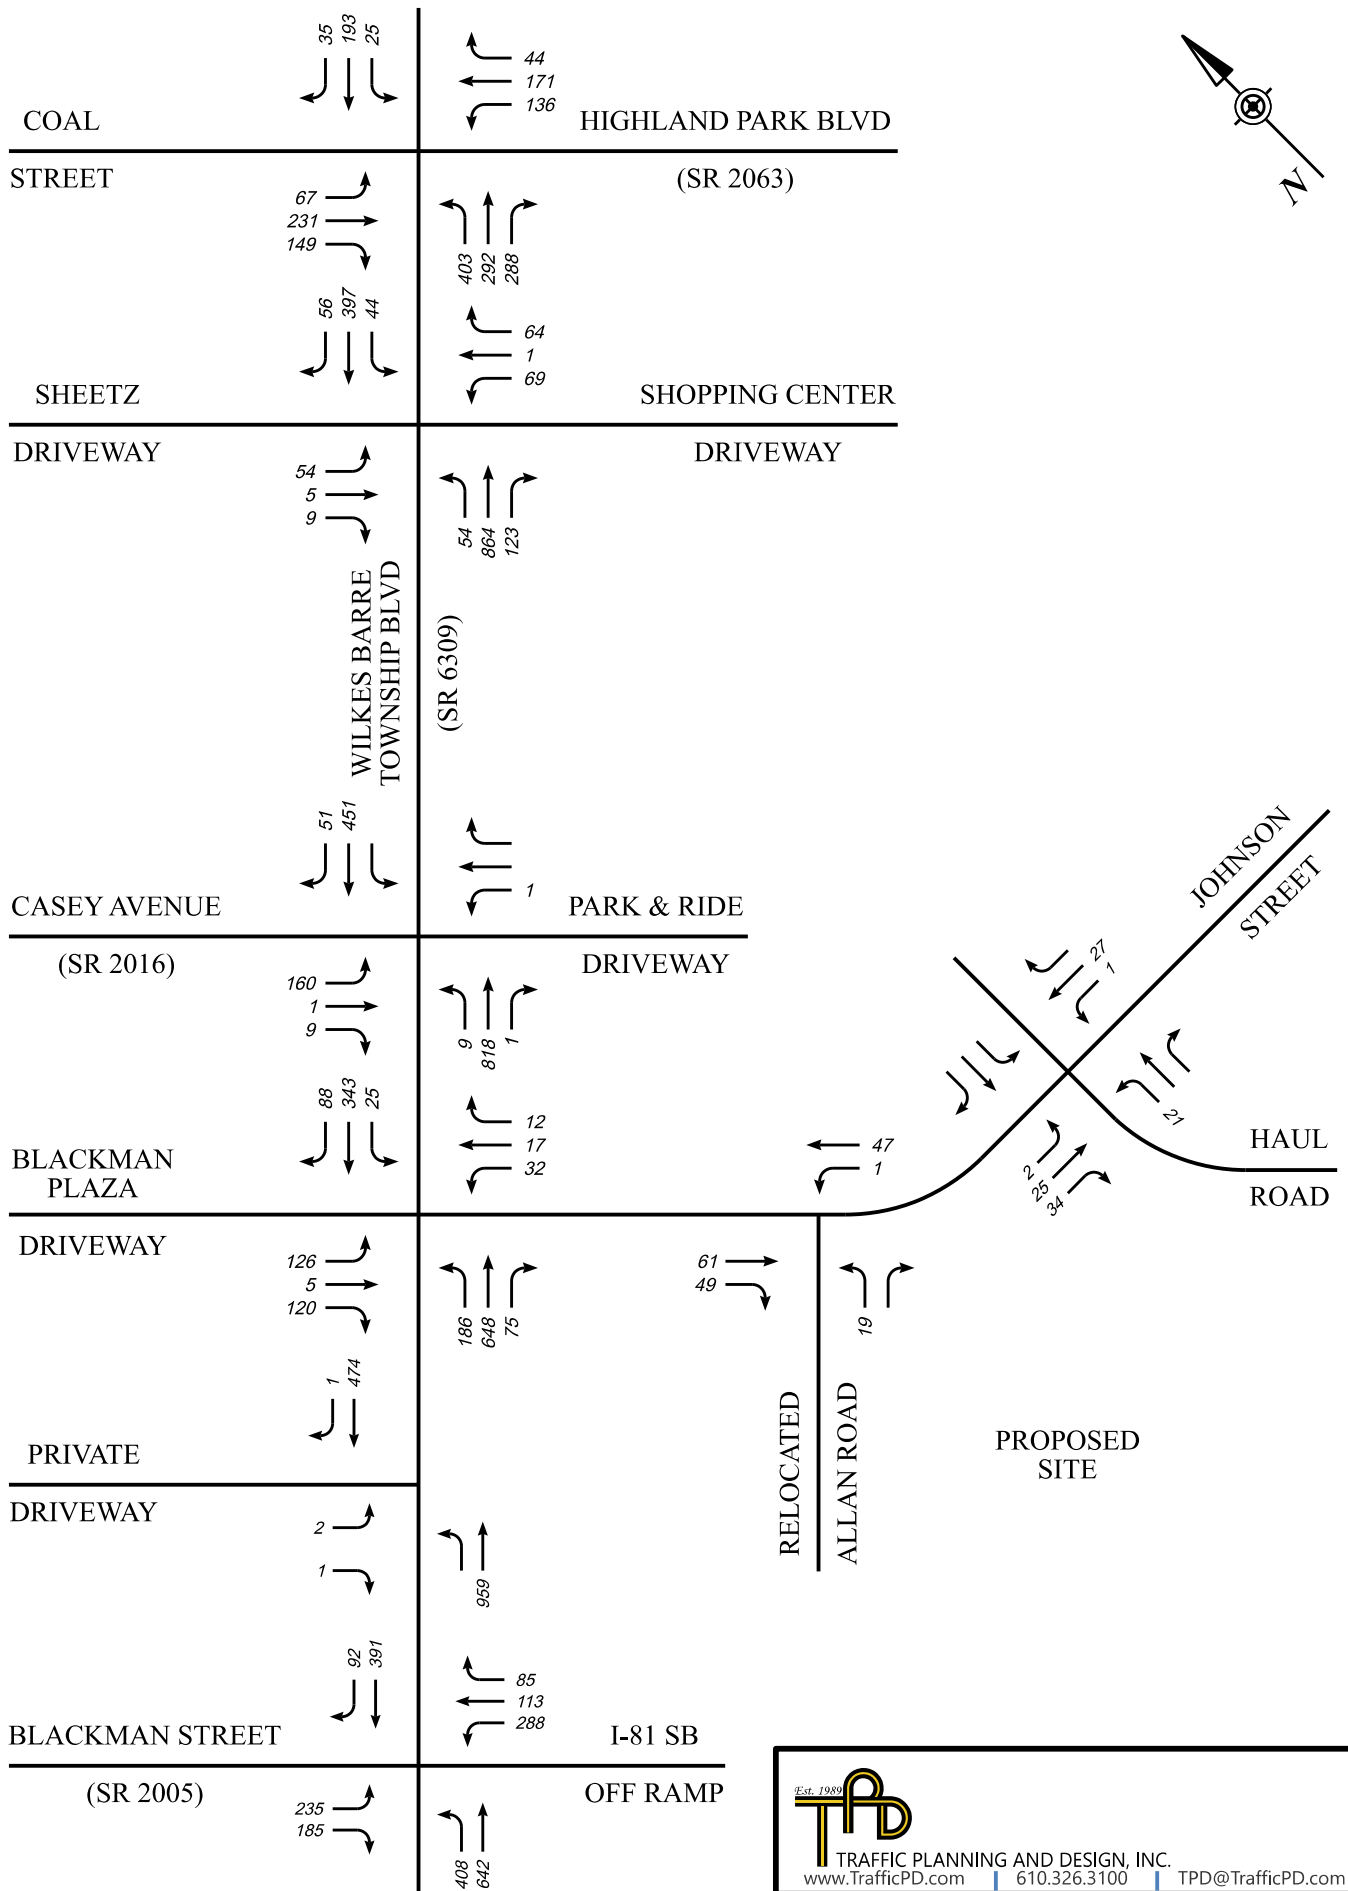 35
193
25
44
171
136
COAL
HIGHLAND PARK BLVD
STREET
(SR 2063)
67
231
149
403
292
288
N
56
397
44
64
1
69
SHEETZ
SHOPPING CENTER
DRIVEWAY
DRIVEWAY
54
5
9
54
864
123
WILKES BARRE
TOWNSHIP BLVD
(SR 6309)
51
451
1
CASEY AVENUE
PARK & RIDE
(SR 2016)
DRIVEWAY
160
1
9
9
818
1
JOHNSON
STREET
27
1
21
2
25
34
HAUL
ROAD
88
343
25
12
17
32
47
1
BLACKMAN
PLAZA
DRIVEWAY
126
5
120
186
648
75
61
49
19
RELOCATED
ALLAN ROAD
PROPOSED
SITE
1
474
PRIVATE
DRIVEWAY
2
1
959
92
391
85
113
288
BLACKMAN STREET
I-81 SB
(SR 2005)
OFF RAMP
235
185
408
642
Est. 1989
TPD
TRAFFIC PLANNING AND DESIGN, INC.
www.TrafficPD.com | 610.326.3100 | TPD@TrafficPD.com